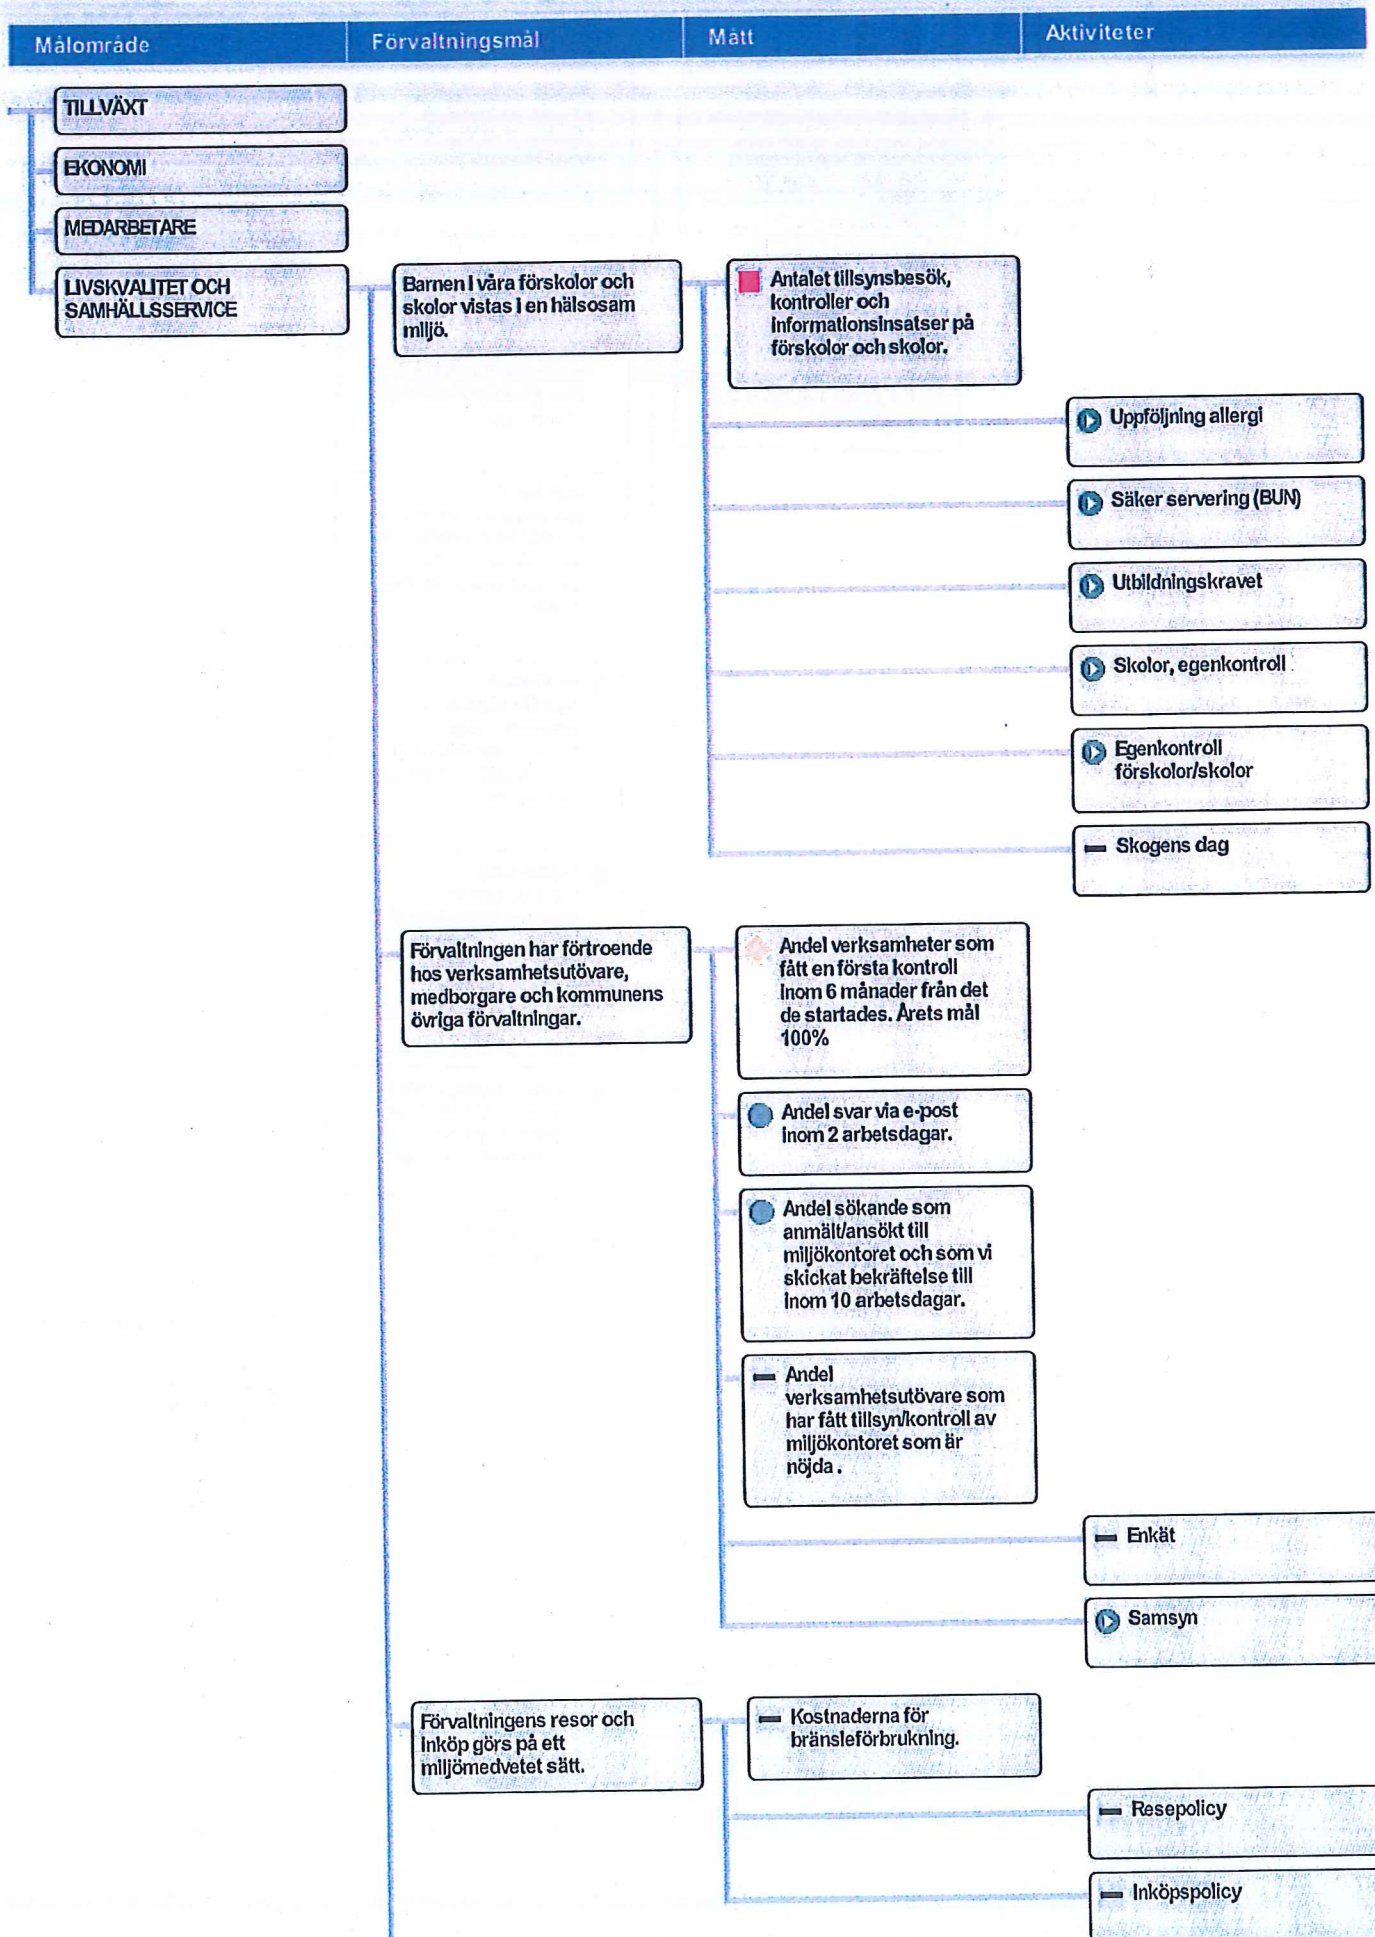 Målområde
Förvaltningsmål
Mått
Aktiviteter
TILLVÄXT
EKONOMI
MEDARBETARE
LIVSKVALITET OCH
SAMHÄLLSSERVICE
Barnen i våra förskolor och
skolor vistas i en hälsosam
miljö.
Antalet tillsynsbesök,
kontroller och
informationsinsatser på
förskolor och skolor.
Uppföljning allergi
Säker servering (BUN)
Utbildningskravet
Skolor, egenkontroll
Egenkontroll
förskolor/skolor
Skogens dag
Förvaltningen har förtroende
hos verksamhetsutövare,
medborgare och kommunens
övriga förvaltningar.
Andel verksamheter som
fått en första kontroll
inom 6 månader från det
de startades. Årets mål
100%
Andel svar via e-post
inom 2 arbetsdagar.
Andel sökande som
anmält/ansökt till
miljökontoret och som vi
skickat bekräftelse till
inom 10 arbetsdagar.
Andel
verksamhetsutövare som
har fått tillsyn/kontroll av
miljökontoret som är
nöjda .
Enkät
Samsyn
Förvaltningens resor och
inköp görs på ett
miljömedvetet sätt.
Kostnaderna för
bränsleförbrukning.
Resepolicy
Inköpspolicy